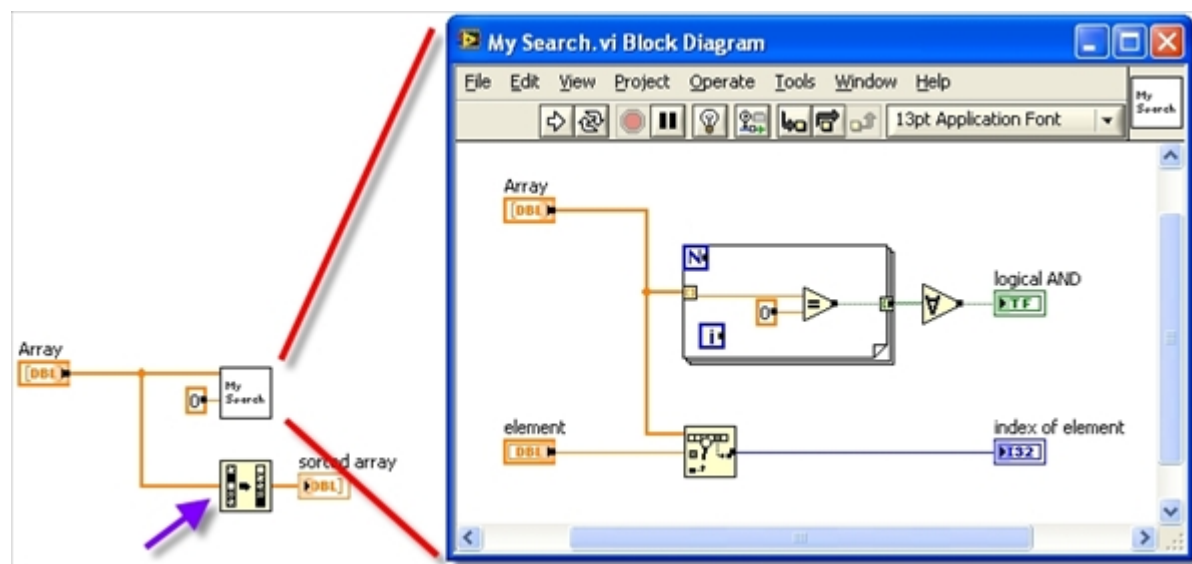 My Search.vi Block Diagram
File Edit View Project Operate Tools Window Help
My
Search
13pt Application Font
Array
[DBL]
N
0
=
i
logical AND
TF
element
DBL
index of element
I32
Array
[DBL]
0
My
Search
sorted array
[DBL]